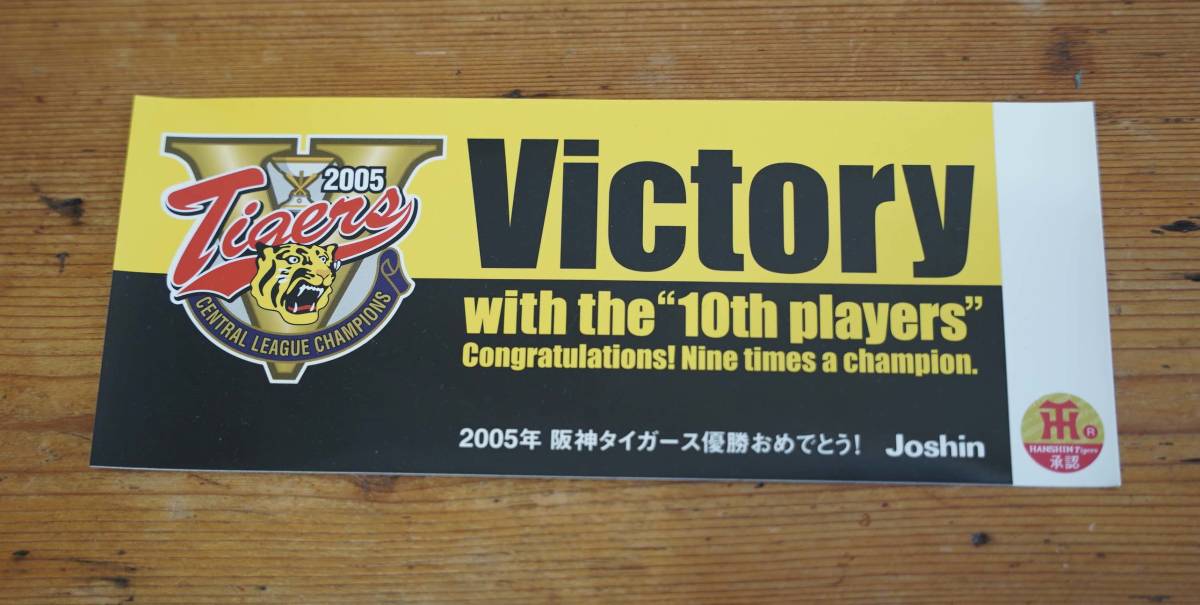 2005
Tigers
CENTRAL LEAGUE CHAMPIONS
Victory
with the “10th players”
Congratulations! Nine times a champion.
2005年 阪神タイガース優勝おめでとう! Joshin
HT ®
HANSHIN Tigers
承認